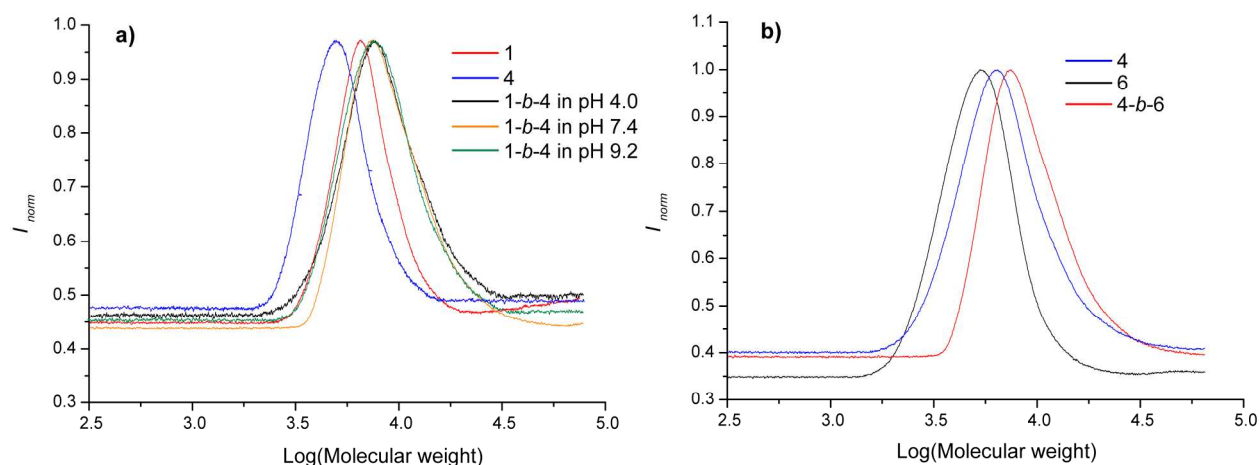 a)
1
4
1-b-4 in pH 4.0
1-b-4 in pH 7.4
1-b-4 in pH 9.2
I norm
1.0
0.9
0.8
0.7
0.6
0.5
0.4
0.3
2.5 3.0 3.5 4.0 4.5 5.0
Log(Molecular weight)
b)
4
6
4-b-6
I norm
1.1
1.0
0.9
0.8
0.7
0.6
0.5
0.4
0.3
2.5 3.0 3.5 4.0 4.5 5.0
Log(Molecular weight)